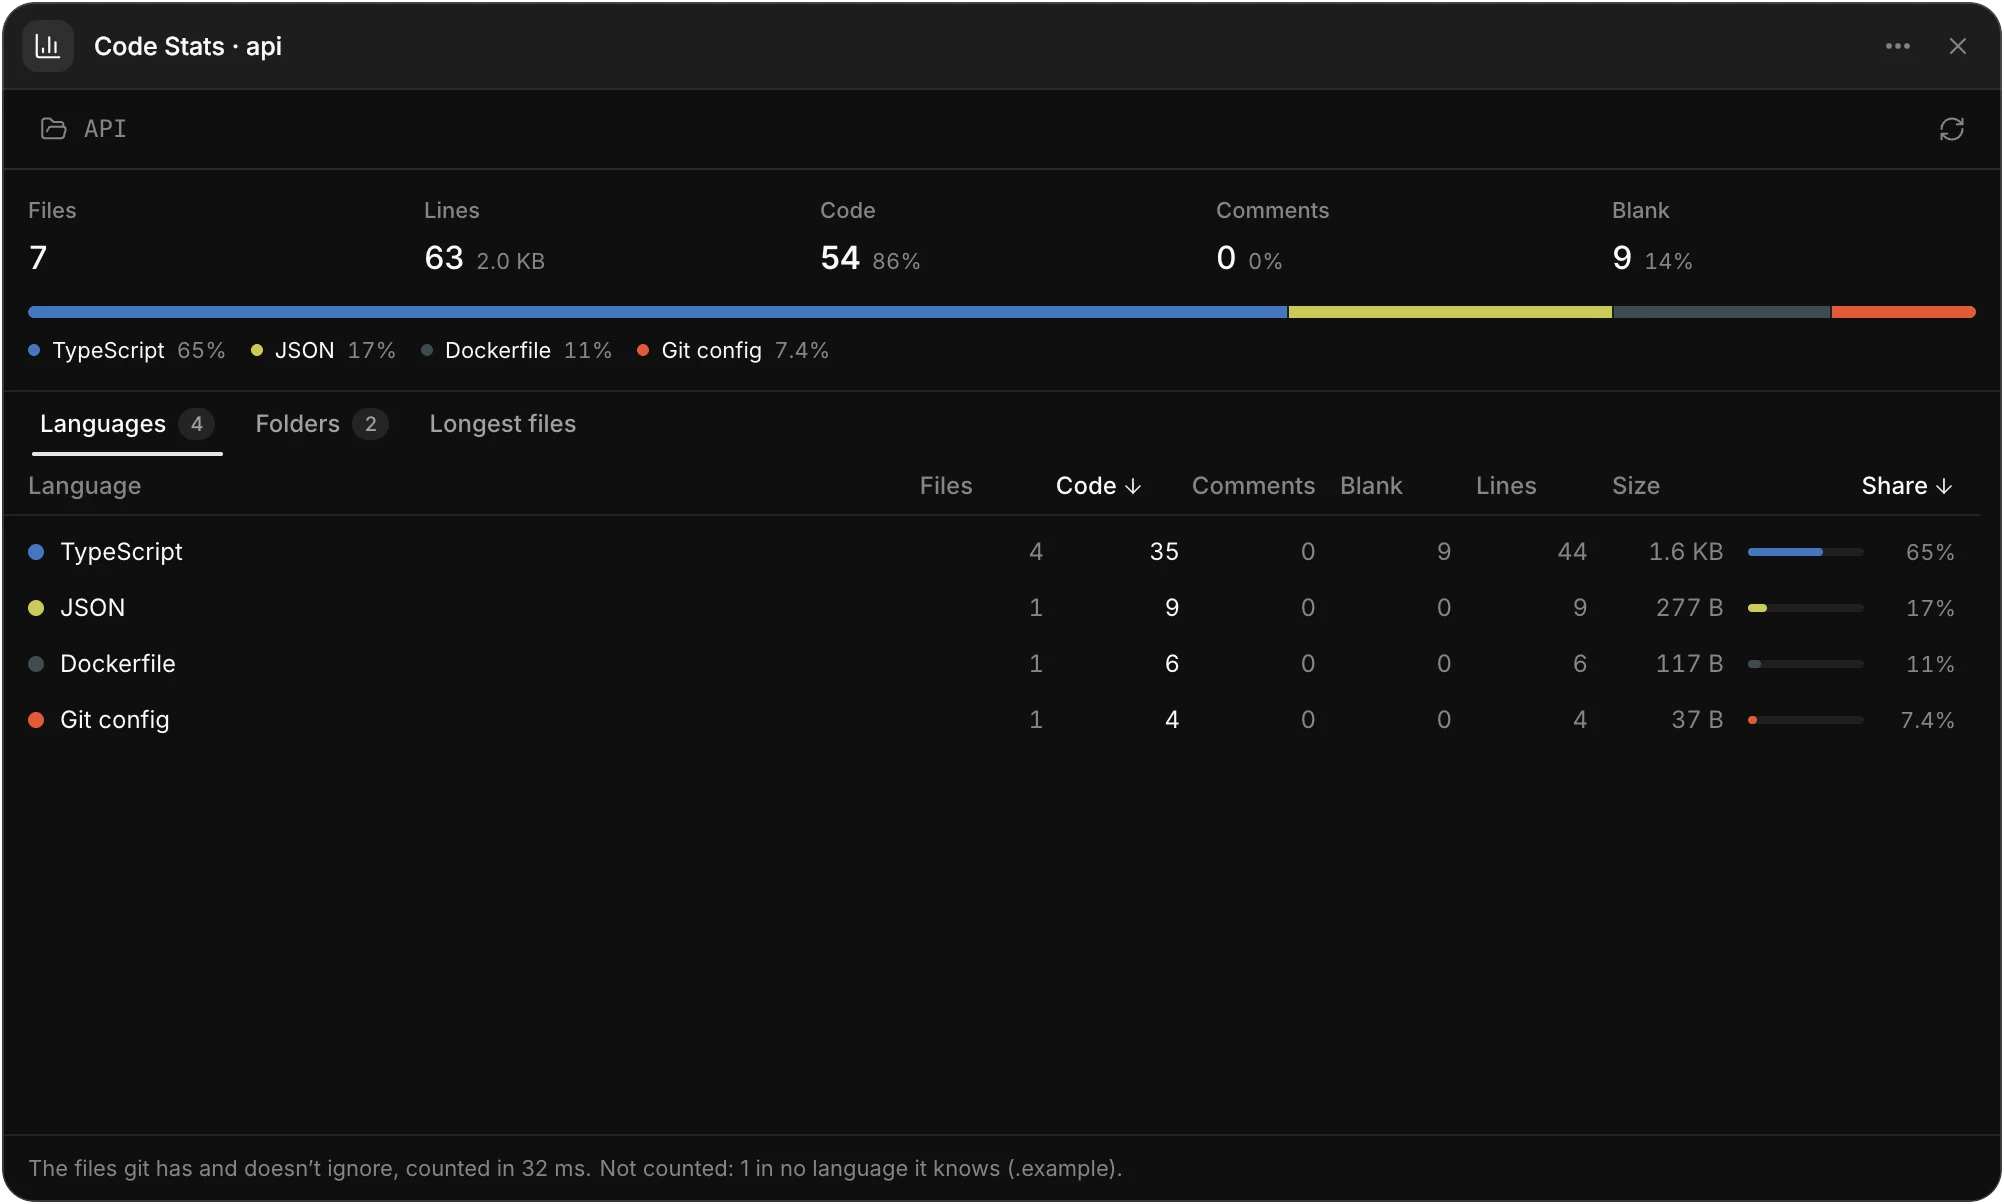 Code Stats · api
API
Files Lines Code Comments Blank
7 63 2.0 KB 54 86% 0 0% 9 14%
TypeScript 65% JSON 17% Dockerfile 11% Git config 7.4%
Languages 4 Folders 2 Longest files
Language Files Code ↓ Comments Blank Lines Size Share ↓
TypeScript 4 35 0 9 44 1.6 KB 65%
JSON 1 9 0 0 9 277 B 17%
Dockerfile 1 6 0 0 6 117 B 11%
Git config 1 4 0 0 4 37 B 7.4%
The files git has and doesn’t ignore, counted in 32 ms. Not counted: 1 in no language it knows (.example).